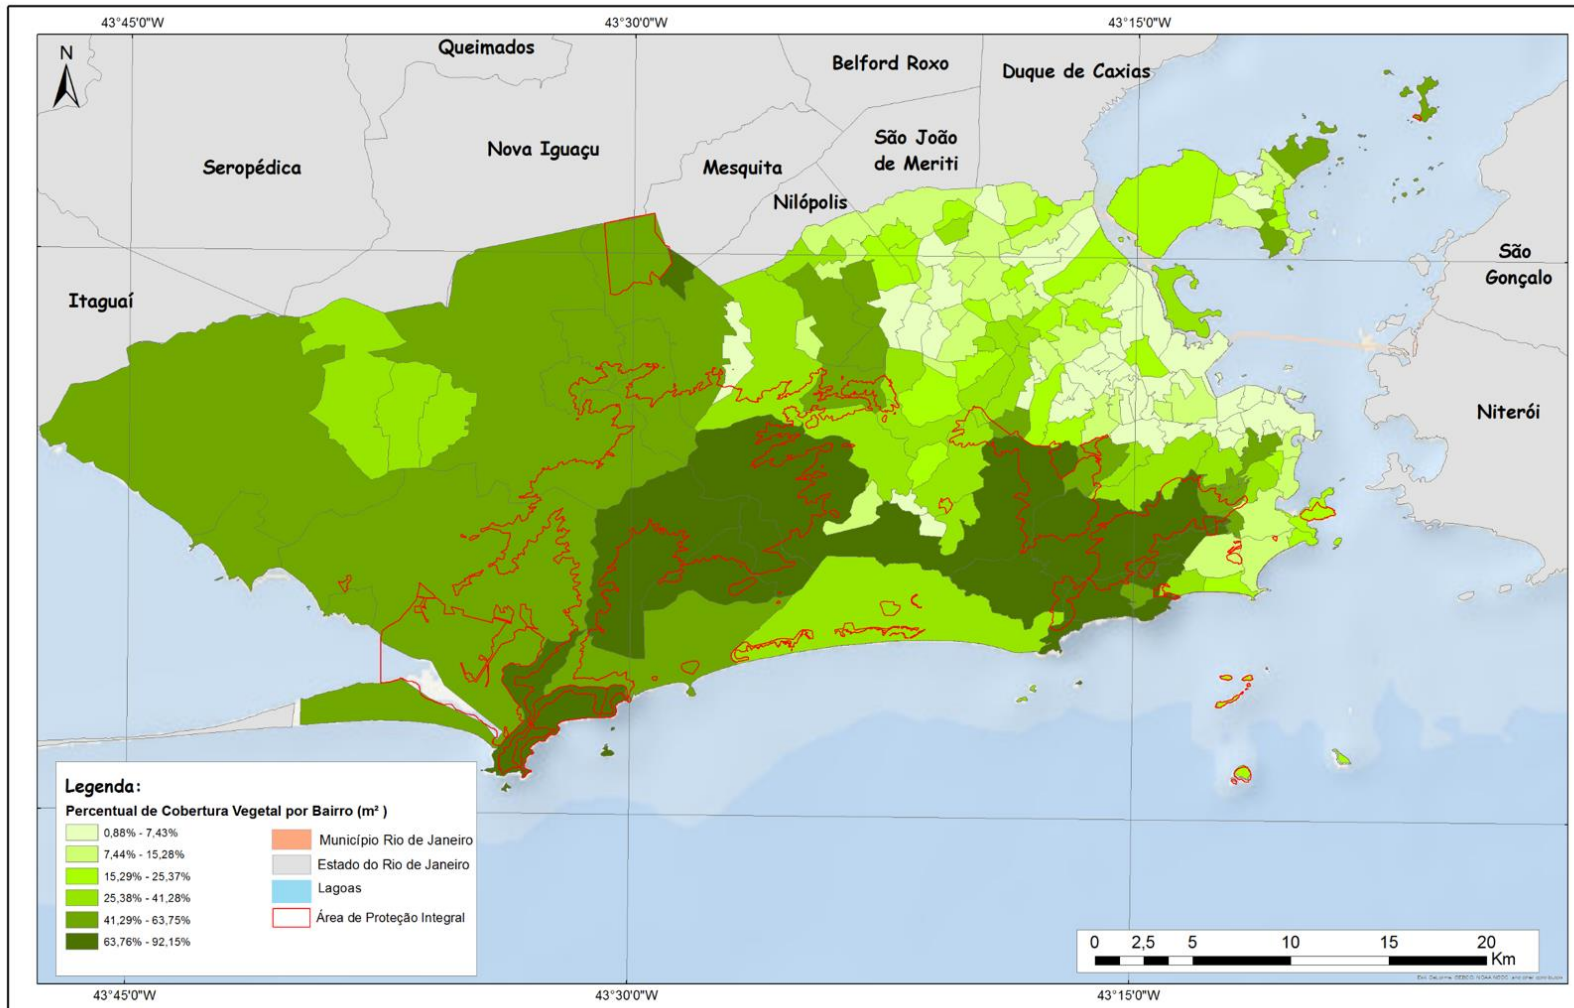 43°45'0"W
43°30'0"W
43°15'0"W
N
Queimados
Belford Roxo
Duque de Caxias
São João
de Meriti
Nova Iguaçu
Mesquita
Seropédica
Nilópolis
São
Gonçalo
Itaguaí
Niterói
Legenda:
Percentual de Cobertura Vegetal por Bairro (m² )
0,88% - 7,43%
7,44% - 15,28%
15,29% - 25,37%
25,38% - 41,28%
41,29% - 63,75%
63,76% - 92,15%
Município Rio de Janeiro
Estado do Rio de Janeiro
Lagoas
Área de Proteção Integral
0 2,5 5 10 15 20
Km
43°45'0"W
43°30'0"W
43°15'0"W